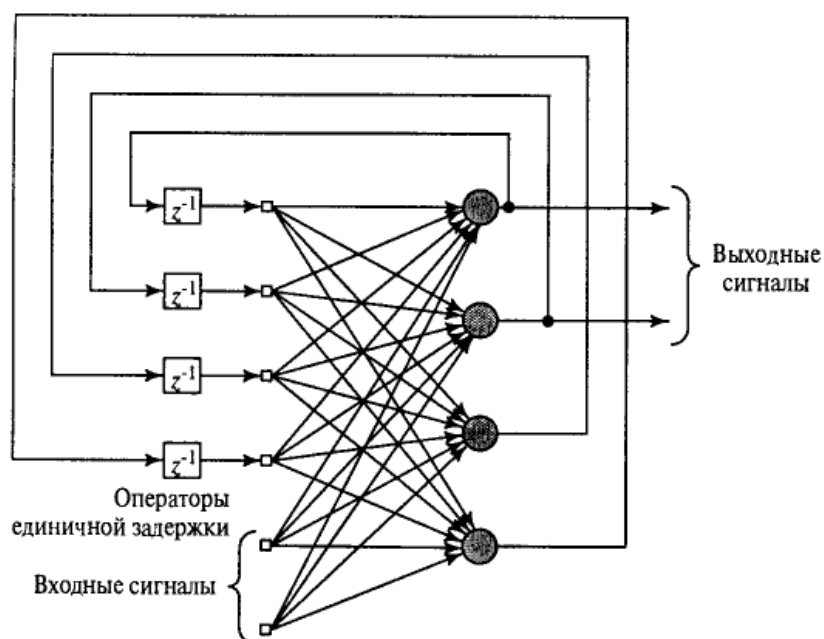 z⁻¹
z⁻¹
z⁻¹
z⁻¹
Операторы
единичной задержки
Входные сигналы
Выходные
сигналы